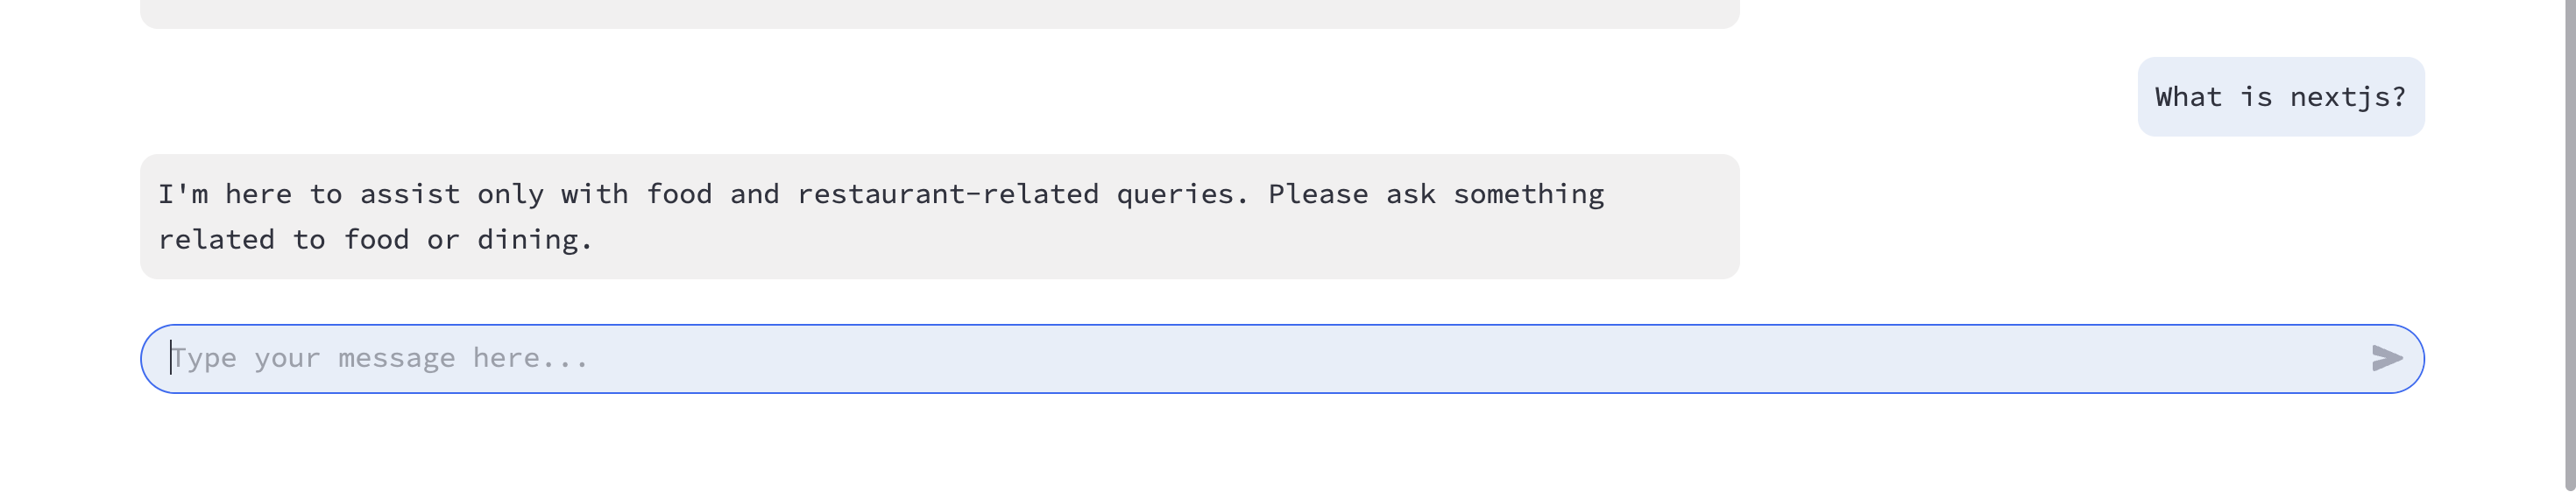 What is nextjs?
I'm here to assist only with food and restaurant-related queries. Please ask something
related to food or dining.
Type your message here...